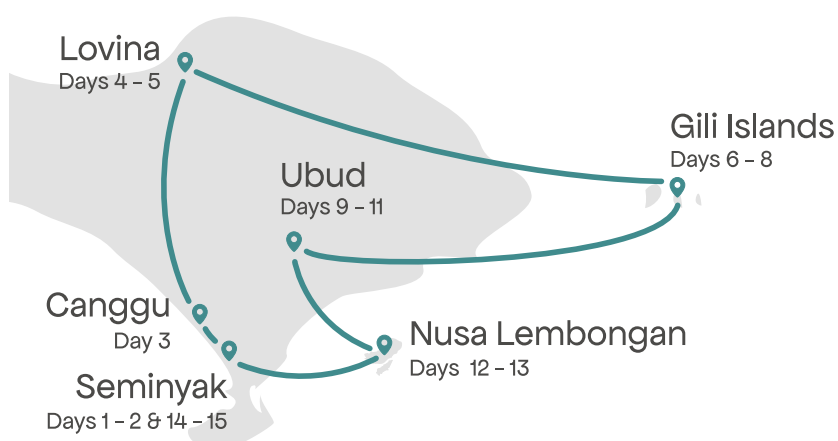 Lovina
Days 4 – 5
Gili Islands
Days 6 – 8
Ubud
Days 9 – 11
Canggu
Day 3
Nusa Lembongan
Days 12 – 13
Seminyak
Days 1 – 2 & 14 – 15